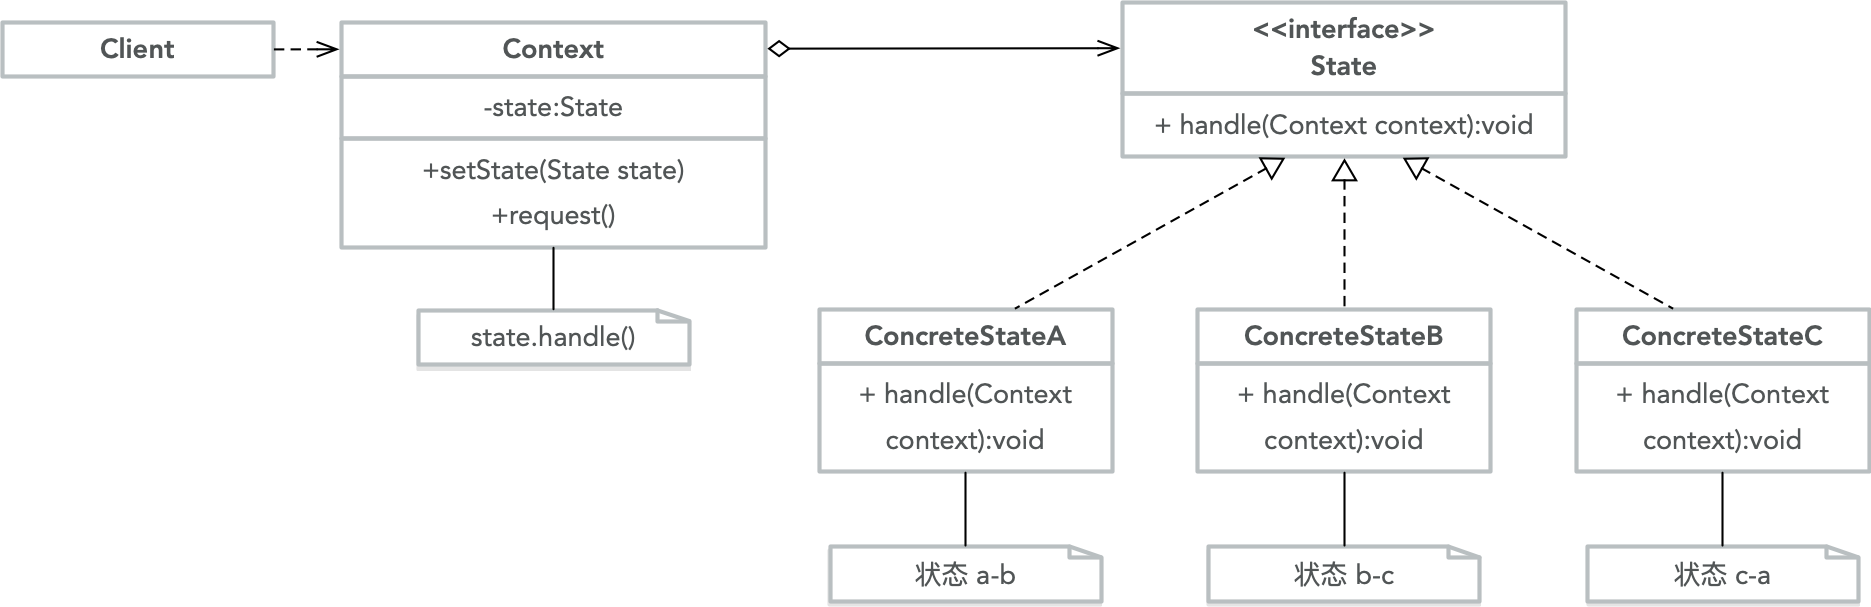 Client
Context
-state:State
+setState(State state)
+request()
state.handle()
<<interface>>
State
+ handle(Context context):void
ConcreteStateA
+ handle(Context
context):void
状态 a-b
ConcreteStateB
+ handle(Context
context):void
状态 b-c
ConcreteStateC
+ handle(Context
context):void
状态 c-a